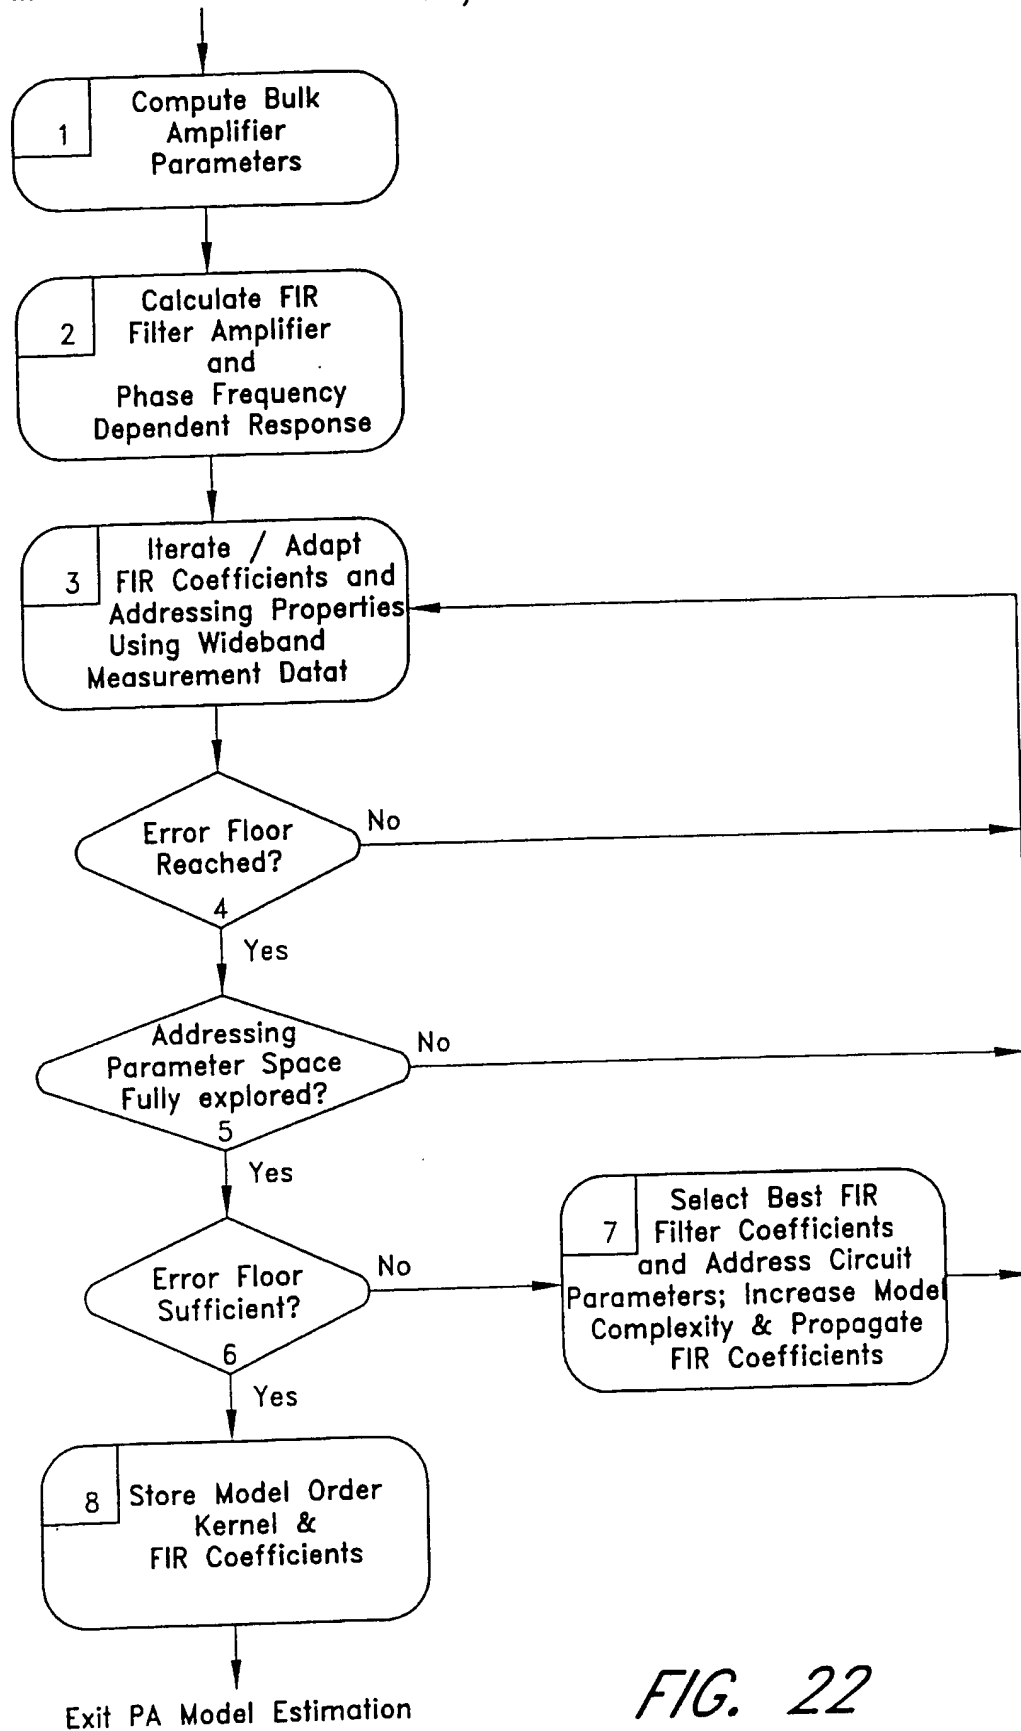 1
Compute Bulk
Amplifier
Parameters
2
Calculate FIR
Filter Amplifier
and
Phase Frequency
Dependent Response
3
Iterate / Adapt
FIR Coefficients and
Addressing Properties
Using Wideband
Measurement Datat
Error Floor
Reached?
4
No
Yes
Addressing
Parameter Space
Fully explored?
5
No
Yes
Error Floor
Sufficient?
6
No
Yes
7
Select Best FIR
Filter Coefficients
and Address Circuit
Parameters; Increase Model
Complexity & Propagate
FIR Coefficients
8
Store Model Order
Kernel &
FIR Coefficients
Exit PA Model Estimation
FIG. 22